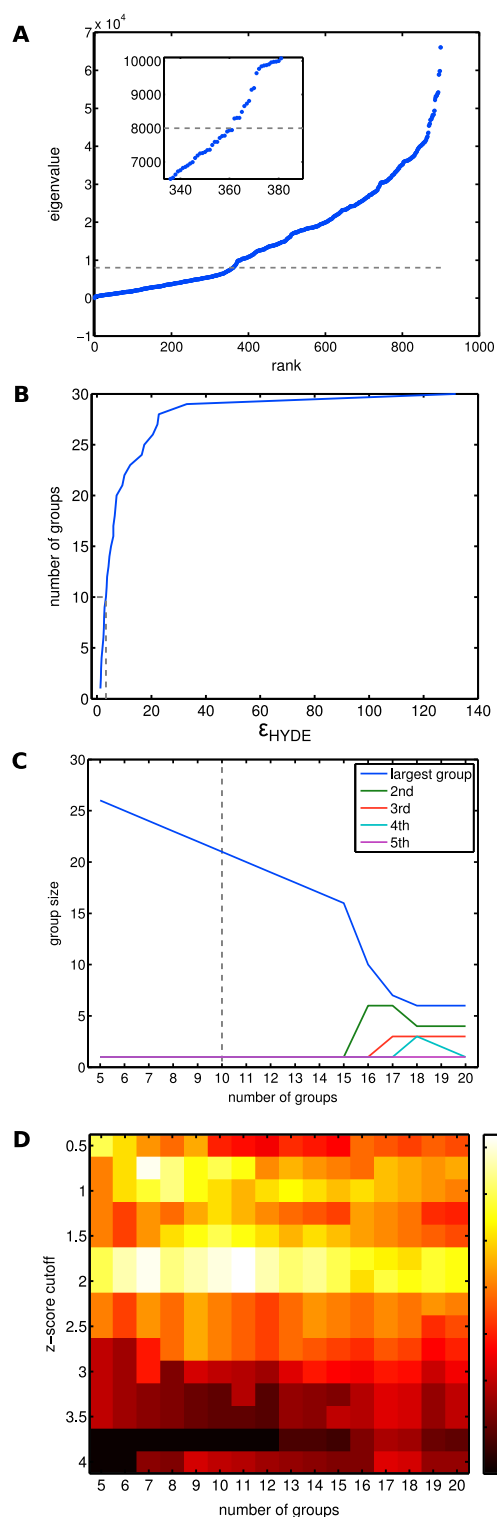 A
x 10⁴
7
6
5
4
3
2
1
0
−1
eigenvalue
10000
9000
8000
7000
340 360 380
0 200 400 600 800 1000
rank
B
30
25
20
15
10
5
0
number of groups
0 20 40 60 80 100 120 140
εHYDE
C
30
25
20
15
10
5
0
group size
largest group
2nd
3rd
4th
5th
5 6 7 8 9 10 11 12 13 14 15 16 17 18 19 20
number of groups
D
0.5
1
1.5
2
2.5
3
3.5
4
z-score cutoff
5 6 7 8 9 10 11 12 13 14 15 16 17 18 19 20
number of groups